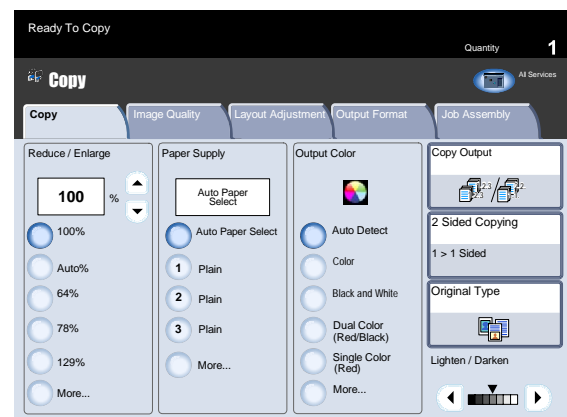 Ready To Copy
Quantity 1
Copy
All Services
Copy
Image Quality
Layout Adjustment
Output Format
Job Assembly
Reduce / Enlarge
100 %
100%
Auto%
64%
78%
129%
More...
Paper Supply
Auto Paper
Select
Auto Paper Select
1 Plain
2 Plain
3 Plain
More...
Output Color
Auto Detect
Color
Black and White
Dual Color
(Red/Black)
Single Color
(Red)
More...
Copy Output
2 Sided Copying
1 > 1 Sided
Original Type
Lighten / Darken